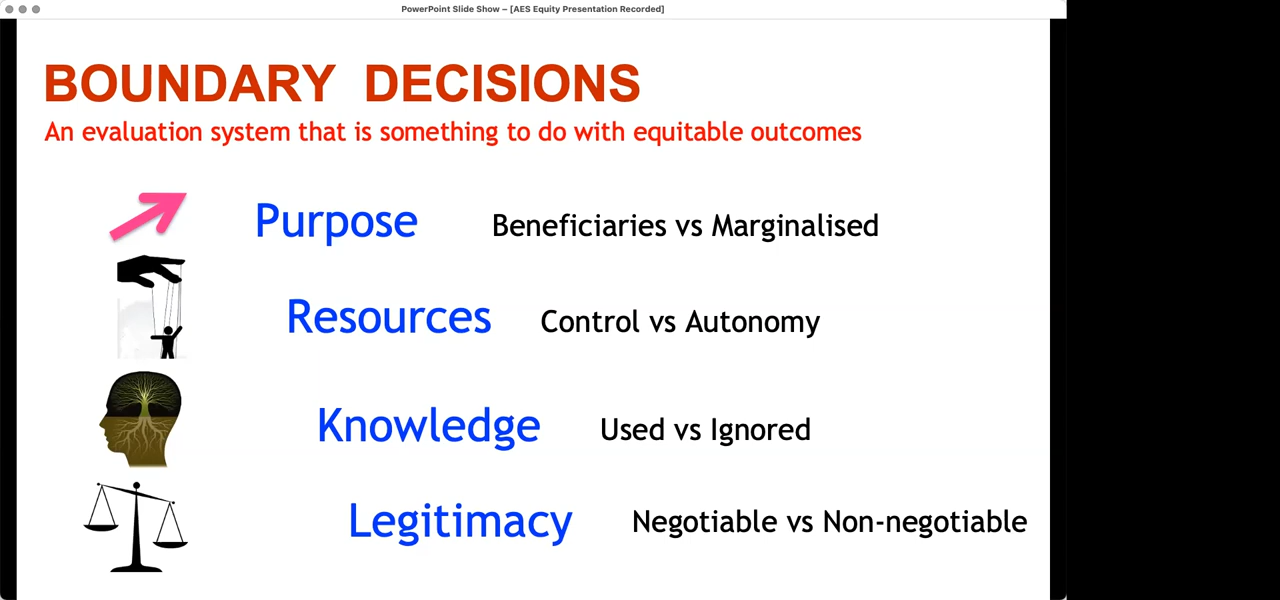 PowerPoint Slide Show – [AES Equity Presentation Recorded]
BOUNDARY DECISIONS
An evaluation system that is something to do with equitable outcomes
Purpose Beneficiaries vs Marginalised
Resources Control vs Autonomy
Knowledge Used vs Ignored
Legitimacy Negotiable vs Non-negotiable